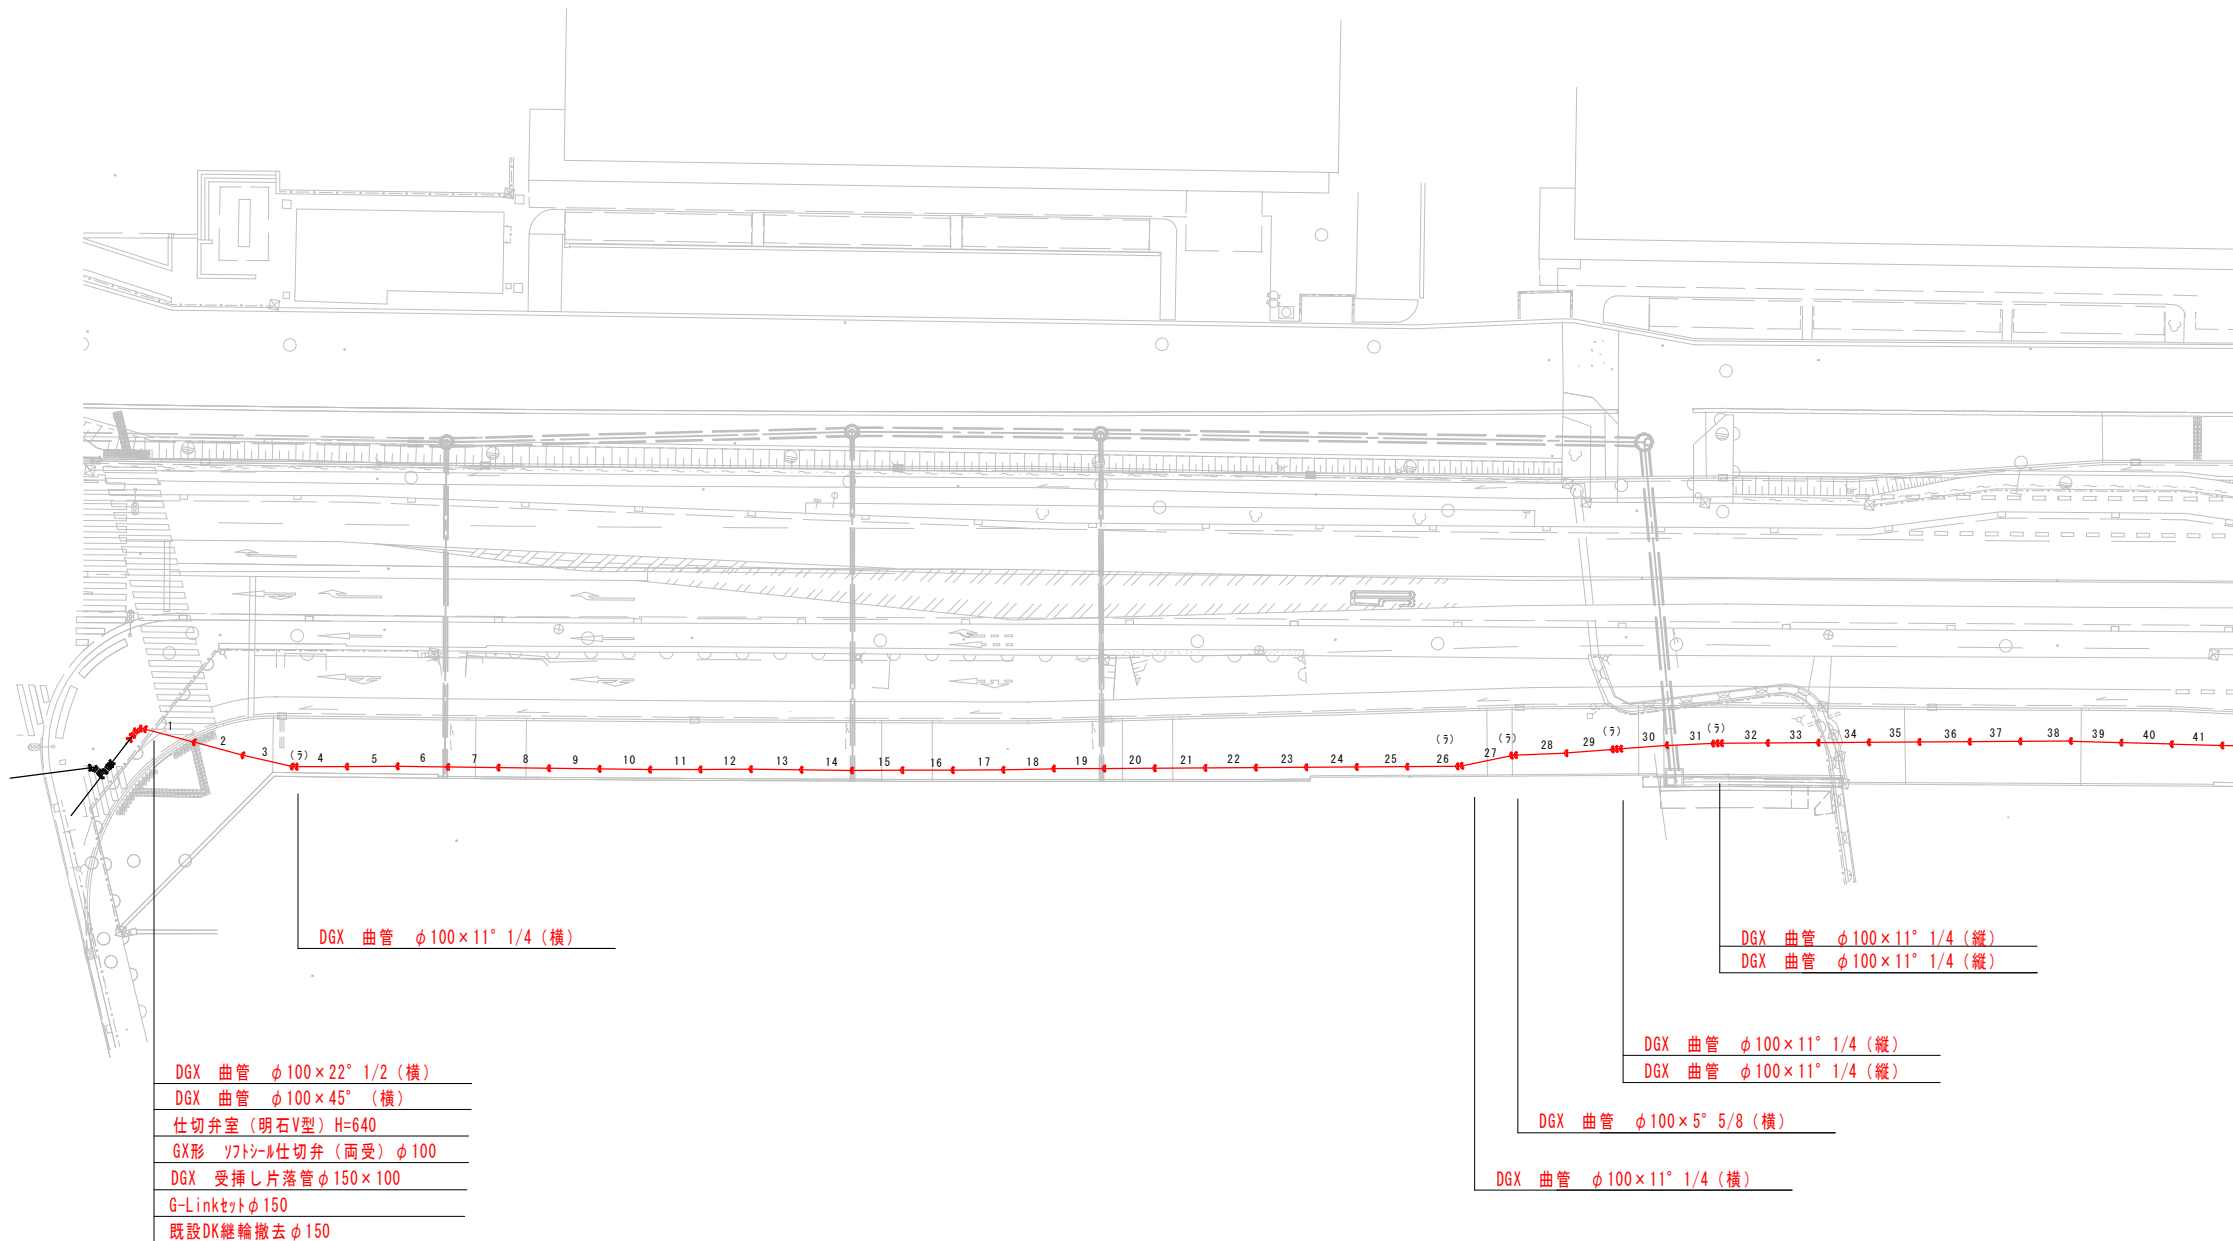 1
2
3
(ラ)
4
5
6
7
8
9
10
11
12
13
14
15
16
17
18
19
20
21
22
23
24
25
(ラ)
26
27
(ラ)
28
29
(ラ)
30
31
(ラ)
32
33
34
35
36
37
38
39
40
41
DGX 曲管 φ100×11° 1/4 (横)
DGX 曲管 φ100×11° 1/4 (縦)
DGX 曲管 φ100×11° 1/4 (縦)
DGX 曲管 φ100×11° 1/4 (縦)
DGX 曲管 φ100×11° 1/4 (縦)
DGX 曲管 φ100×5° 5/8 (横)
DGX 曲管 φ100×11° 1/4 (横)
DGX 曲管 φ100×22° 1/2 (横)
DGX 曲管 φ100×45° (横)
仕切弁室 (明石V型) H=640
GX形 ソフトシール仕切弁 (両受) φ100
DGX 受挿し片落管φ150×100
G-Linkセットφ150
既設DK継輪撤去φ150